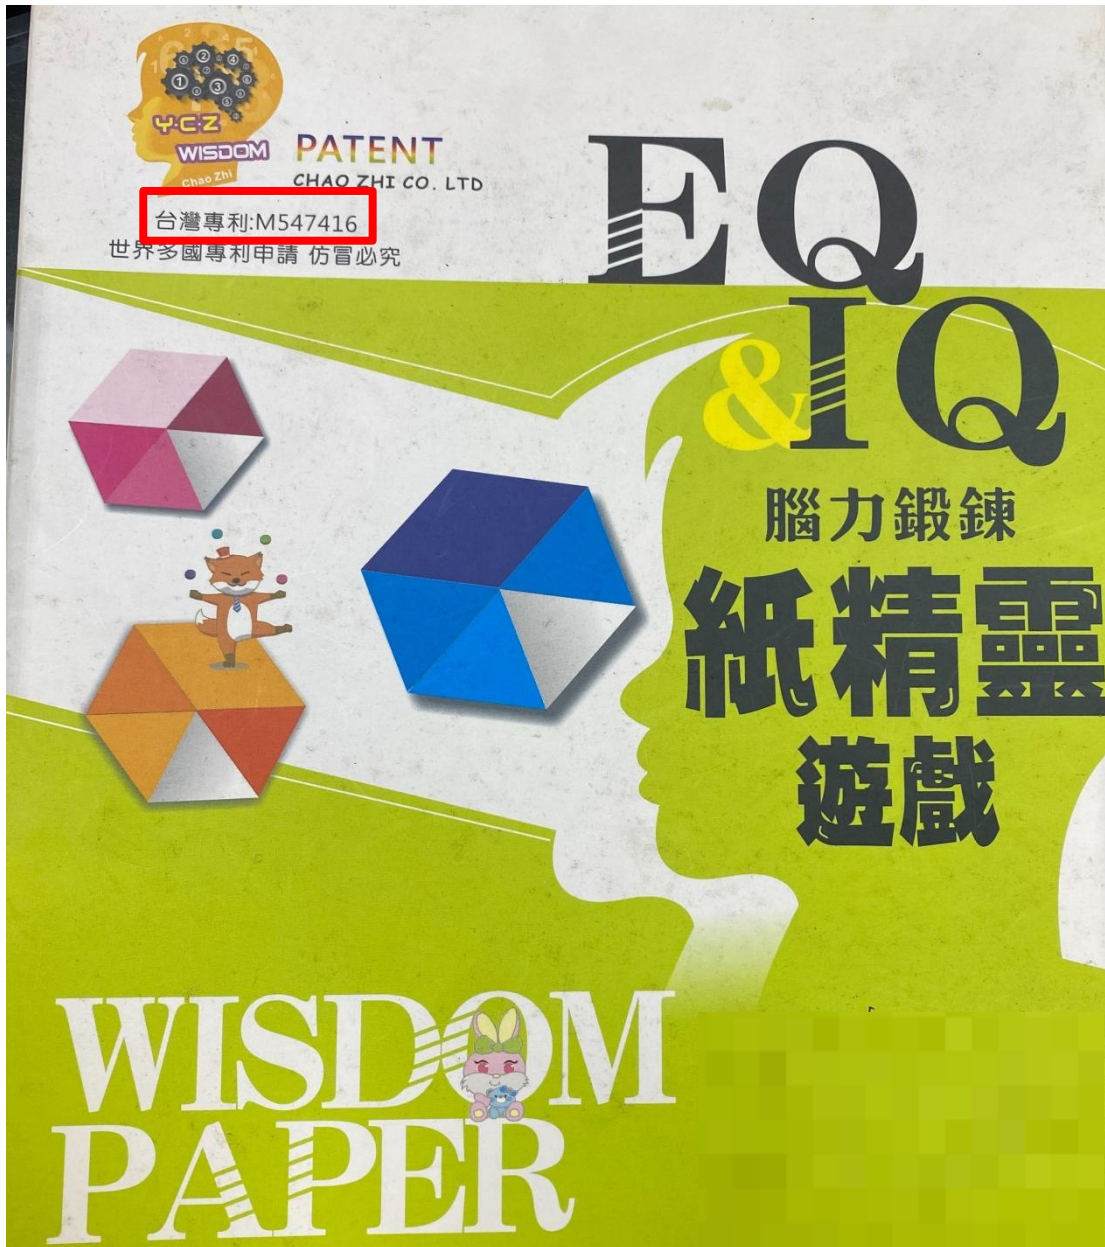 Y·C·Z
WISDOM
Chao Zhi
PATENT
CHAO ZHI CO. LTD
台灣專利:M547416
世界多國專利申請 仿冒必究
EQ
&IQ
腦力鍛鍊
紙精靈
遊戲
WISDOM
PAPER